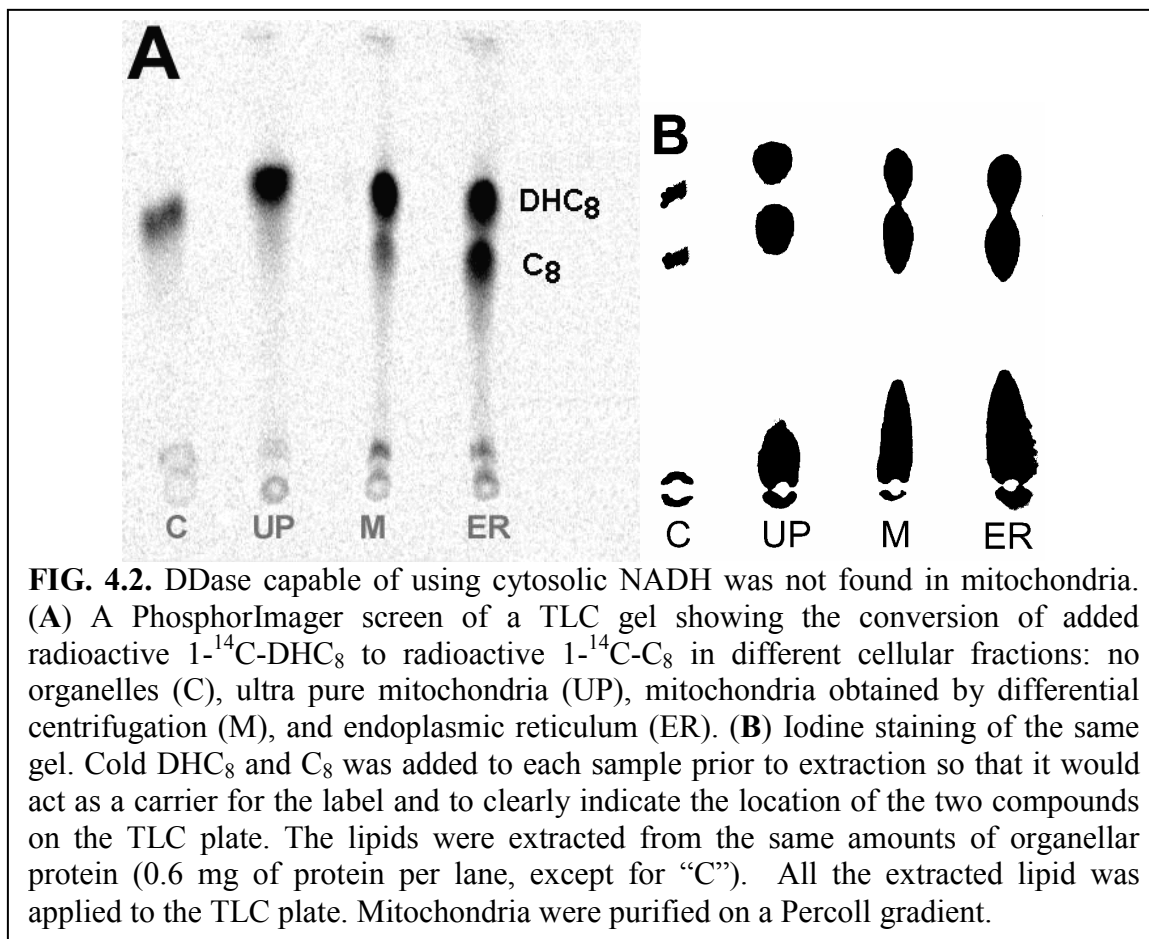 A
B
DHC₈
C₈
C UP M ER
C UP M ER
FIG. 4.2. DDase capable of using cytosolic NADH was not found in mitochondria.
(A) A PhosphorImager screen of a TLC gel showing the conversion of added
radioactive 1-¹⁴C-DHC₈ to radioactive 1-¹⁴C-C₈ in different cellular fractions: no
organelles (C), ultra pure mitochondria (UP), mitochondria obtained by differential
centrifugation (M), and endoplasmic reticulum (ER). (B) Iodine staining of the same
gel. Cold DHC₈ and C₈ was added to each sample prior to extraction so that it would
act as a carrier for the label and to clearly indicate the location of the two compounds
on the TLC plate. The lipids were extracted from the same amounts of organellar
protein (0.6 mg of protein per lane, except for “C”). All the extracted lipid was
applied to the TLC plate. Mitochondria were purified on a Percoll gradient.